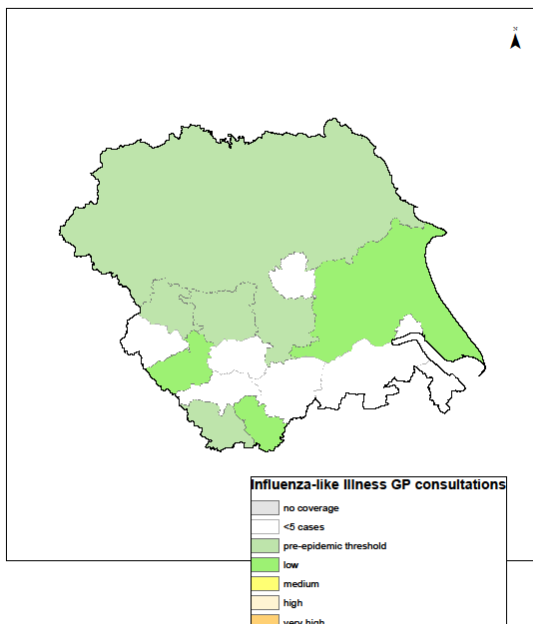 N
Influenza-like Illness GP consultations
no coverage
<5 cases
pre-epidemic threshold
low
medium
high
very high